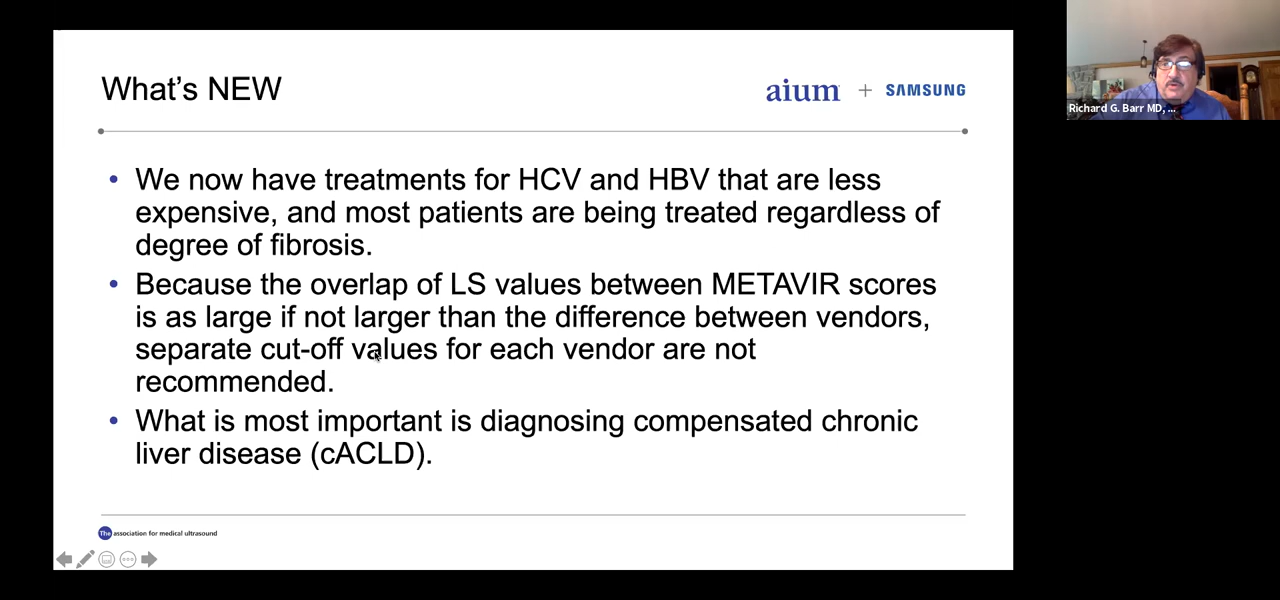 What's NEW
aium + SAMSUNG
• We now have treatments for HCV and HBV that are less
expensive, and most patients are being treated regardless of
degree of fibrosis.
• Because the overlap of LS values between METAVIR scores
is as large if not larger than the difference between vendors,
separate cut-off values for each vendor are not
recommended.
• What is most important is diagnosing compensated chronic
liver disease (cACLD).
The association for medical ultrasound
Richard G. Barr MD, ...